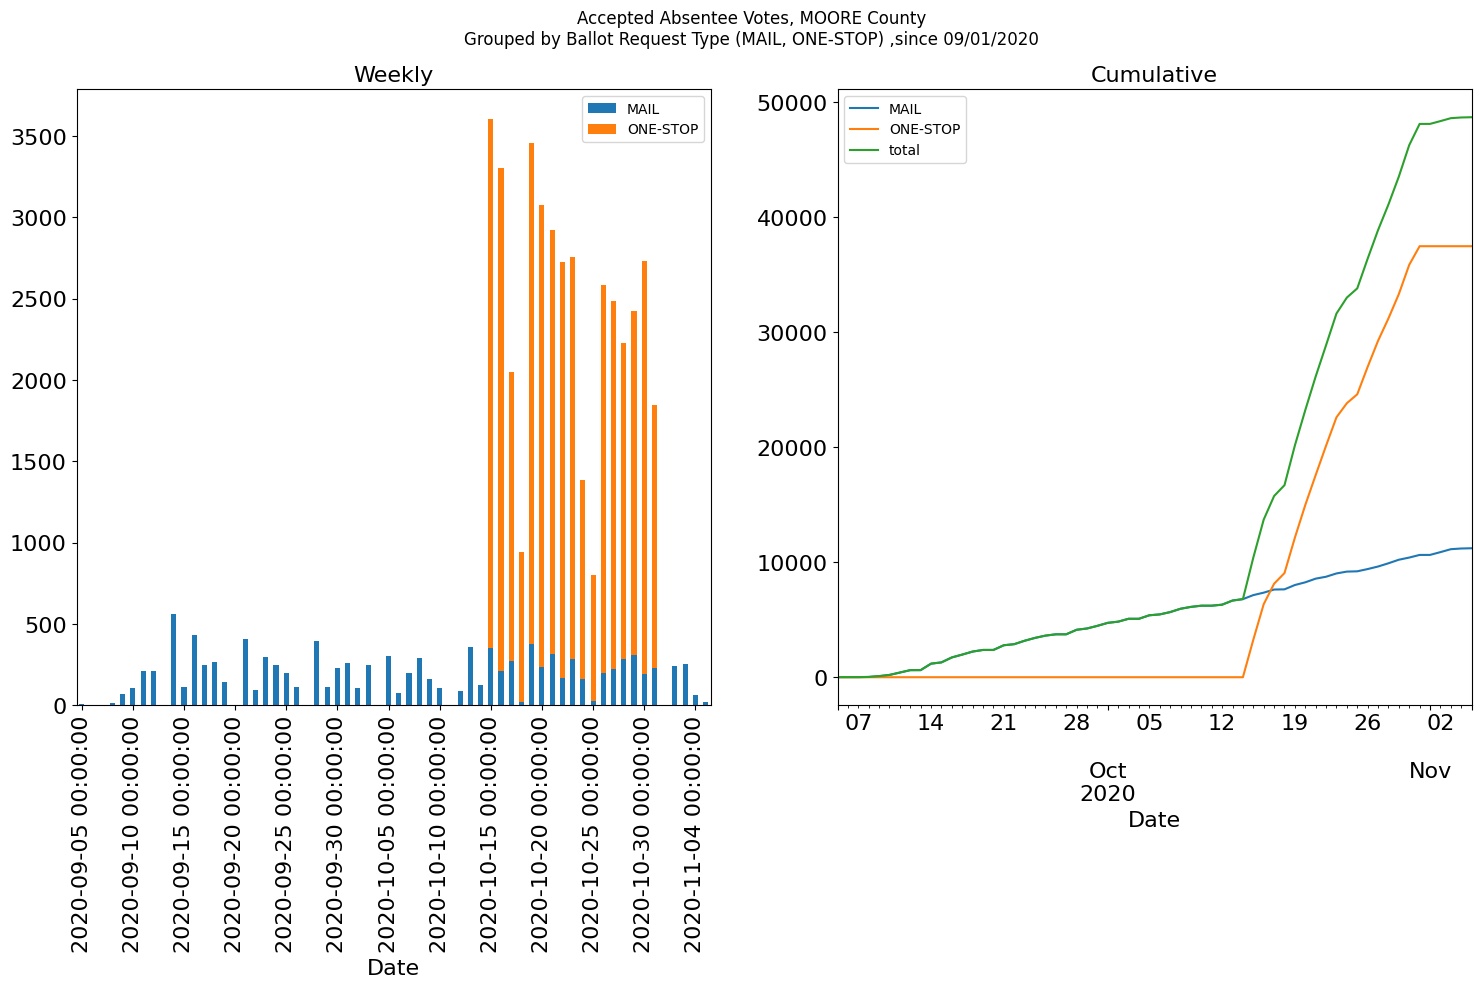 Accepted Absentee Votes, MOORE County
Grouped by Ballot Request Type (MAIL, ONE-STOP) ,since 09/01/2020
Weekly
MAIL
ONE-STOP
3500
3000
2500
2000
1500
1000
500
0
2020-09-05 00:00:00
2020-09-10 00:00:00
2020-09-15 00:00:00
2020-09-20 00:00:00
2020-09-25 00:00:00
2020-09-30 00:00:00
2020-10-05 00:00:00
2020-10-10 00:00:00
2020-10-15 00:00:00
2020-10-20 00:00:00
2020-10-25 00:00:00
2020-10-30 00:00:00
2020-11-04 00:00:00
Date
Cumulative
MAIL
ONE-STOP
total
50000
40000
30000
20000
10000
0
07 14 21 28 05 12 19 26 02
Oct Nov
2020
Date